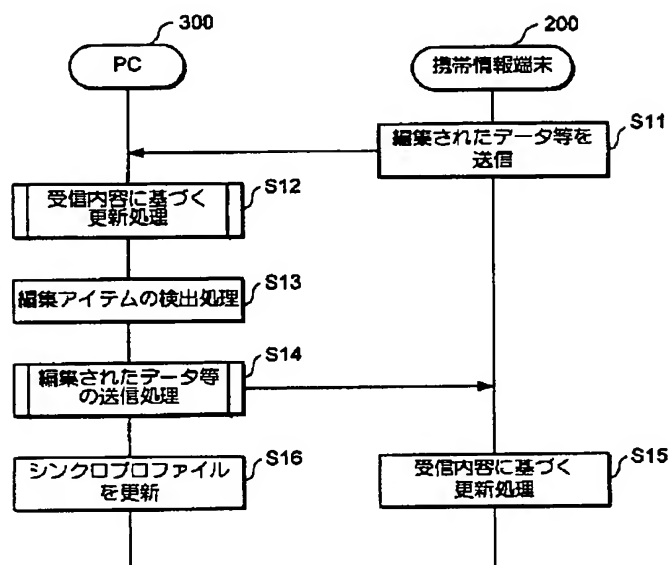 300
PC
200
携帯情報端末
S11
編集されたデータ等を
送信
S12
受信内容に基づく
更新処理
S13
編集アイテムの検出処理
S14
編集されたデータ等
の送信処理
S16
シンクロプロファイル
を更新
S15
受信内容に基づく
更新処理